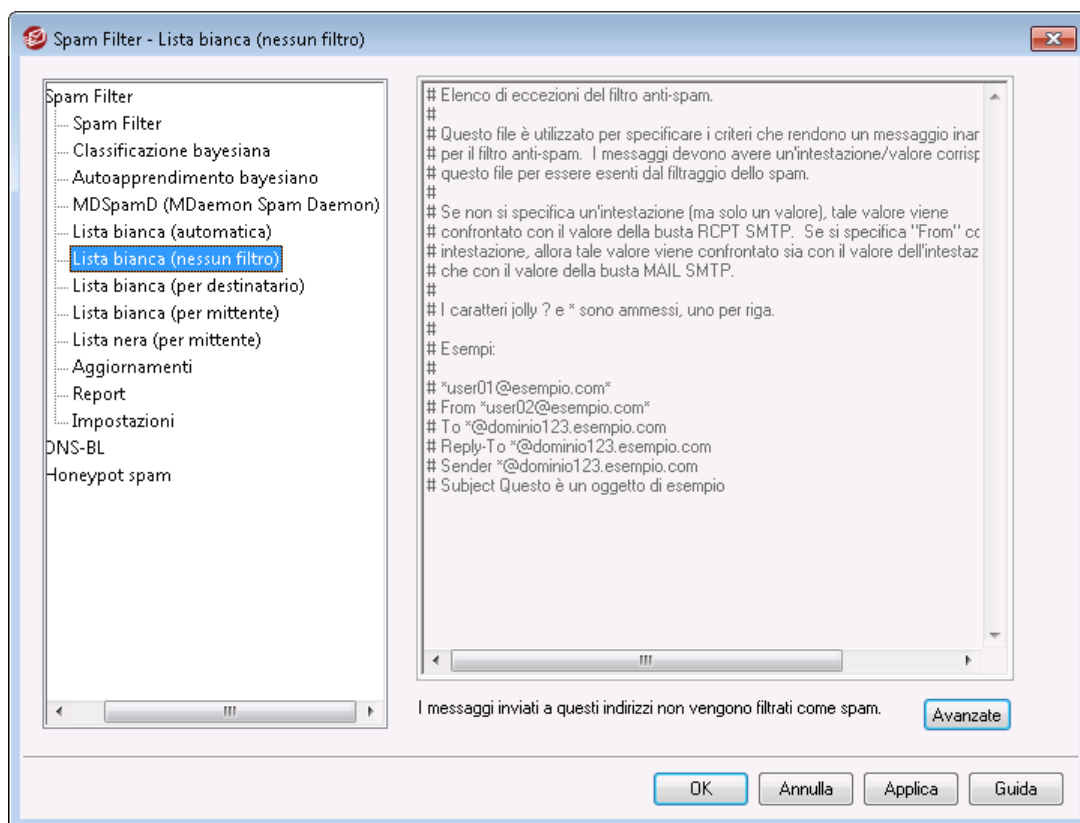 Spam Filter - Lista bianca (nessun filtro)
Spam Filter
Spam Filter
Classificazione bayesiana
Autoapprendimento bayesiano
MDSpamD (MDaemon Spam Daemon)
Lista bianca (automatica)
Lista bianca (nessun filtro)
Lista bianca (per destinatario)
Lista bianca (per mittente)
Lista nera (per mittente)
Aggiornamenti
Report
Impostazioni
DNS-BL
Honeypot spam
# Elenco di eccezioni del filtro anti-spam.
#
# Questo file è utilizzato per specificare i criteri che rendono un messaggio inar
# per il filtro anti-spam.  I messaggi devono avere un'intestazione/valore corrisp
# questo file per essere esenti dal filtraggio dello spam.
#
# Se non si specifica un'intestazione (ma solo un valore), tale valore viene
# confrontato con il valore della busta RCPT SMTP.  Se si specifica "From" cc
# intestazione, allora tale valore viene confrontato sia con il valore dell'intestaz
# che con il valore della busta MAIL SMTP.
#
# I caratteri jolly ? e * sono ammessi, uno per riga.
#
# Esempi:
#
# *user01@esempio.com*
# From *user02@esempio.com*
# To *@dominio123.esempio.com
# Reply-To *@dominio123.esempio.com
# Sender *@dominio123.esempio.com
# Subject Questo è un oggetto di esempio
I messaggi inviati a questi indirizzi non vengono filtrati come spam.
Avanzate
OK
Annulla
Applica
Guida